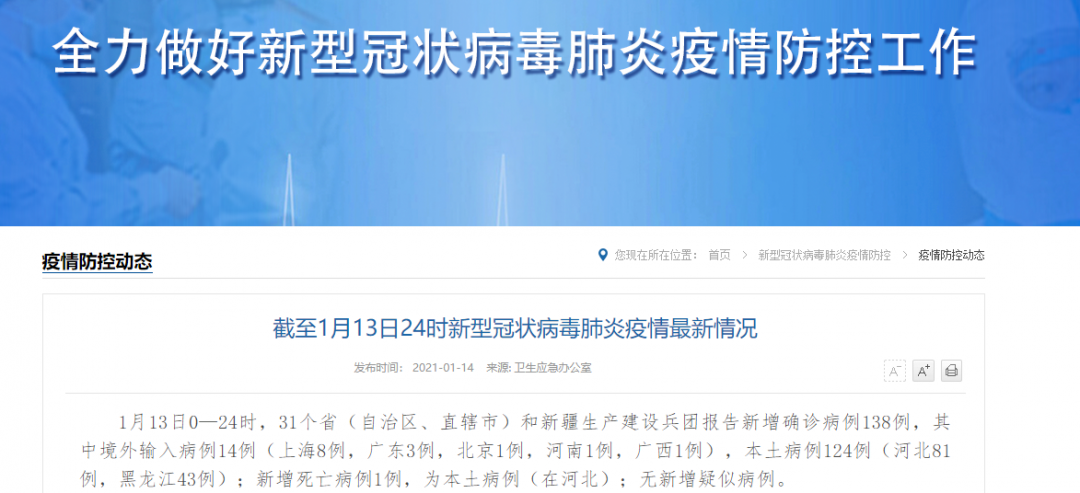 全力做好新型冠状病毒肺炎疫情防控工作
疫情防控动态
您现在所在位置： 首页 > 新型冠状病毒肺炎疫情防控 > 疫情防控动态
截至1月13日24时新型冠状病毒肺炎疫情最新情况
发布时间： 2021-01-14 来源: 卫生应急办公室
A- A+
1月13日0—24时，31个省（自治区、直辖市）和新疆生产建设兵团报告新增确诊病例138例，其
中境外输入病例14例（上海8例，广东3例，北京1例，河南1例，广西1例），本土病例124例（河北81
例，黑龙江43例）；新增死亡病例1例，为本土病例（在河北）；无新增疑似病例。